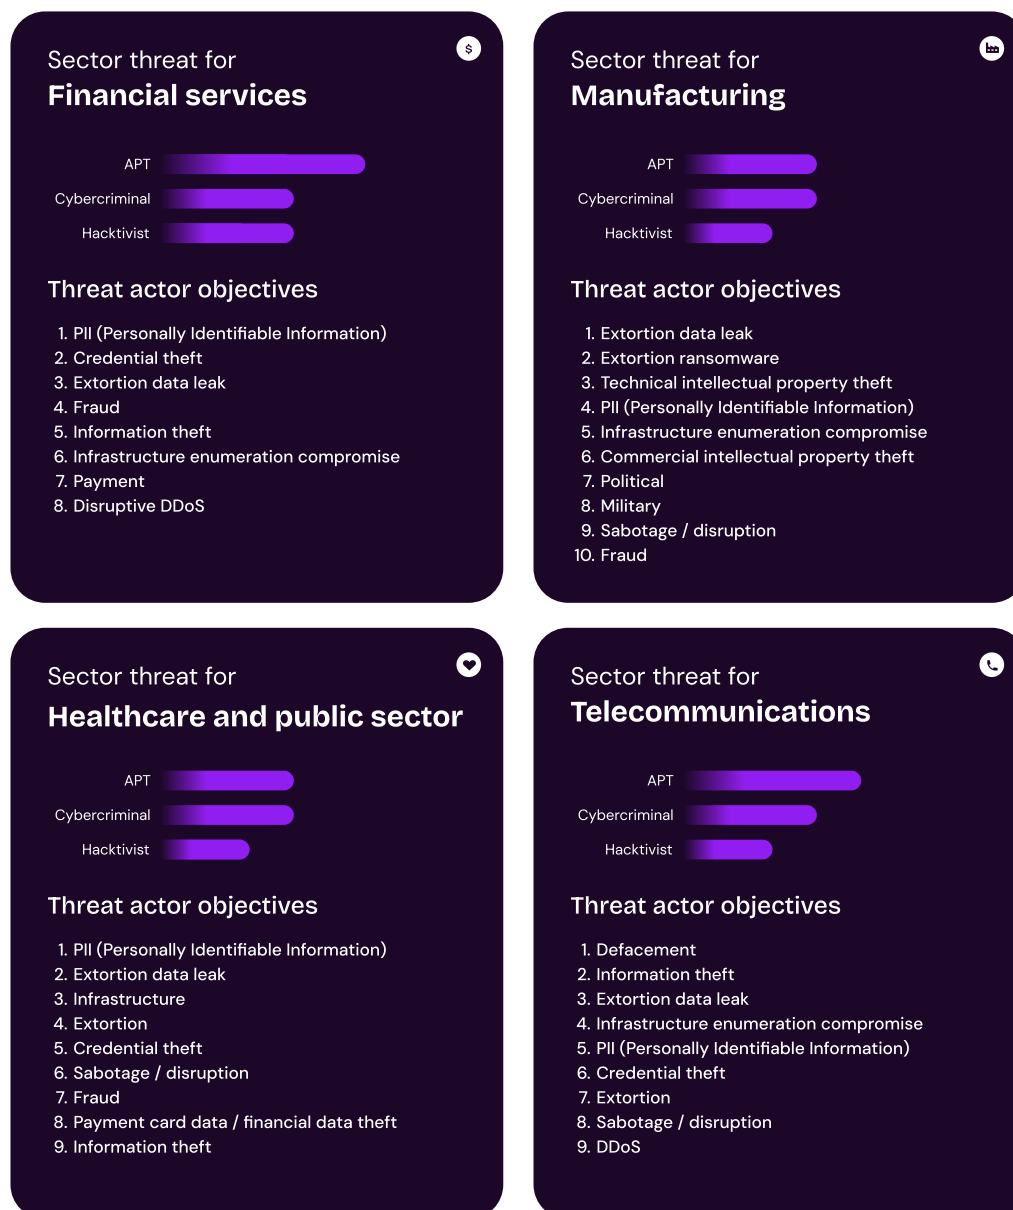 Sector threat for
Financial services
$
APT
Cybercriminal
Hacktivist
Threat actor objectives
1. PII (Personally Identifiable Information)
2. Credential theft
3. Extortion data leak
4. Fraud
5. Information theft
6. Infrastructure enumeration compromise
7. Payment
8. Disruptive DDoS
Sector threat for
Manufacturing
APT
Cybercriminal
Hacktivist
Threat actor objectives
1. Extortion data leak
2. Extortion ransomware
3. Technical intellectual property theft
4. PII (Personally Identifiable Information)
5. Infrastructure enumeration compromise
6. Commercial intellectual property theft
7. Political
8. Military
9. Sabotage / disruption
10. Fraud
Sector threat for
Healthcare and public sector
APT
Cybercriminal
Hacktivist
Threat actor objectives
1. PII (Personally Identifiable Information)
2. Extortion data leak
3. Infrastructure
4. Extortion
5. Credential theft
6. Sabotage / disruption
7. Fraud
8. Payment card data / financial data theft
9. Information theft
Sector threat for
Telecommunications
APT
Cybercriminal
Hacktivist
Threat actor objectives
1. Defacement
2. Information theft
3. Extortion data leak
4. Infrastructure enumeration compromise
5. PII (Personally Identifiable Information)
6. Credential theft
7. Extortion
8. Sabotage / disruption
9. DDoS